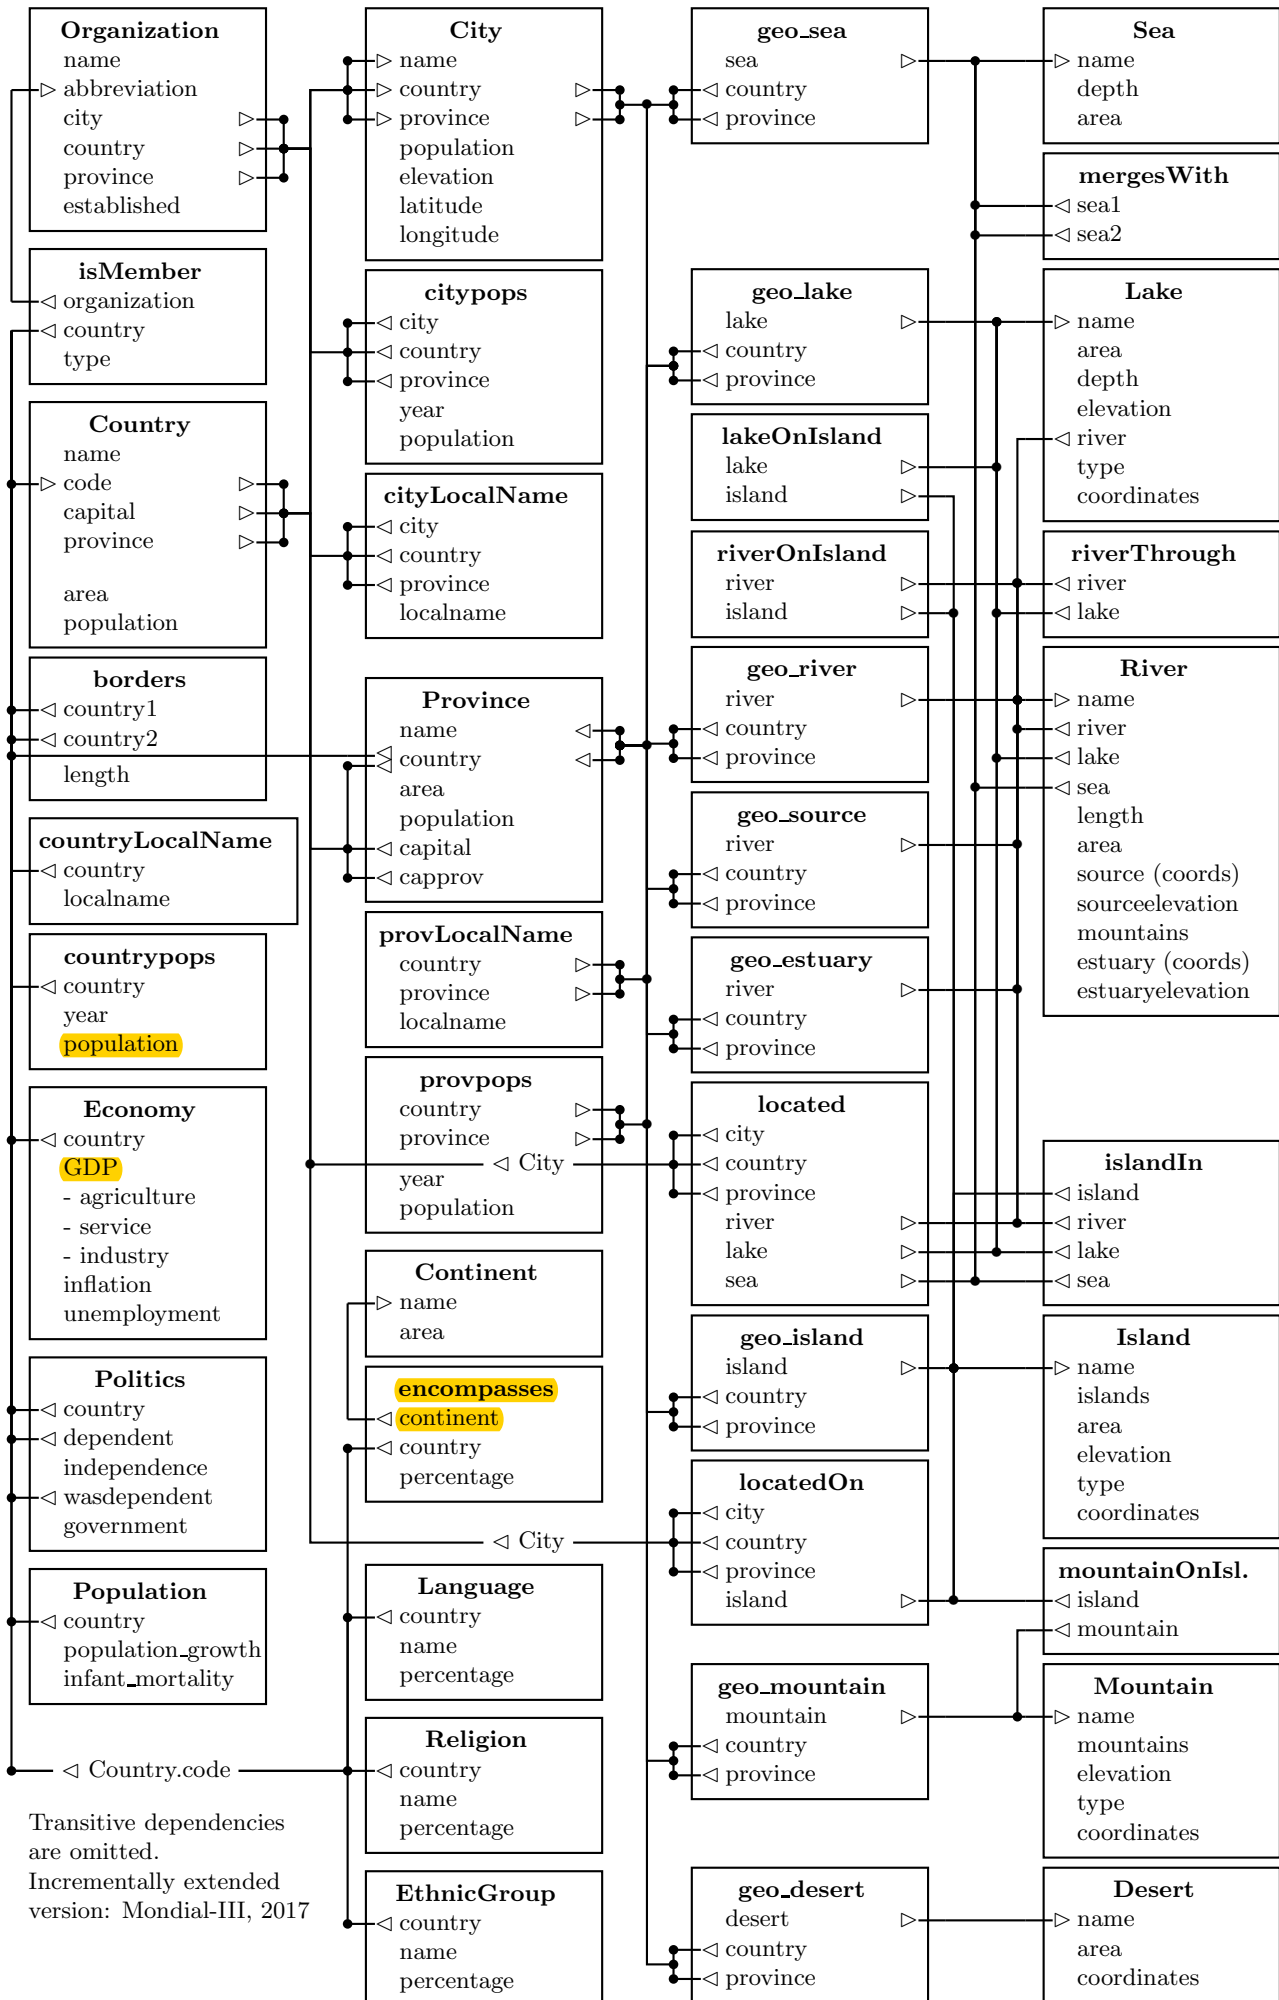 Organization
name
abbreviation
city
country
province
established
isMember
organization
country
type
Country
name
code
capital
province
area
population
borders
country1
country2
length
countryLocalName
country
localname
countrypops
country
year
population
Economy
country
GDP
- agriculture
- service
- industry
inflation
unemployment
Politics
country
dependent
independence
wasdependent
government
Population
country
population_growth
infant_mortality
Country.code
Transitive dependencies
are omitted.
Incrementally extended
version: Mondial-III, 2017
City
name
country
province
population
elevation
latitude
longitude
citypops
city
country
province
year
population
cityLocalName
city
country
province
localname
Province
name
country
area
population
capital
capprov
provLocalName
country
province
localname
provpops
country
province
City
year
population
Continent
name
area
encompasses
continent
country
percentage
City
Language
country
name
percentage
Religion
country
name
percentage
EthnicGroup
country
name
percentage
geo_sea
sea
country
province
geo_lake
lake
country
province
lakeOnIsland
lake
island
riverOnIsland
river
island
geo_river
river
country
province
geo_source
river
country
province
geo_estuary
river
country
province
located
city
country
province
river
lake
sea
geo_island
island
country
province
locatedOn
city
country
province
island
geo_mountain
mountain
country
province
geo_desert
desert
country
province
Sea
name
depth
area
mergesWith
sea1
sea2
Lake
name
area
depth
elevation
river
type
coordinates
riverThrough
river
lake
River
name
river
lake
sea
length
area
source (coords)
sourceelevation
mountains
estuary (coords)
estuaryelevation
islandIn
island
river
lake
sea
Island
name
islands
area
elevation
type
coordinates
mountainOnIsl.
island
mountain
Mountain
name
mountains
elevation
type
coordinates
Desert
name
area
coordinates